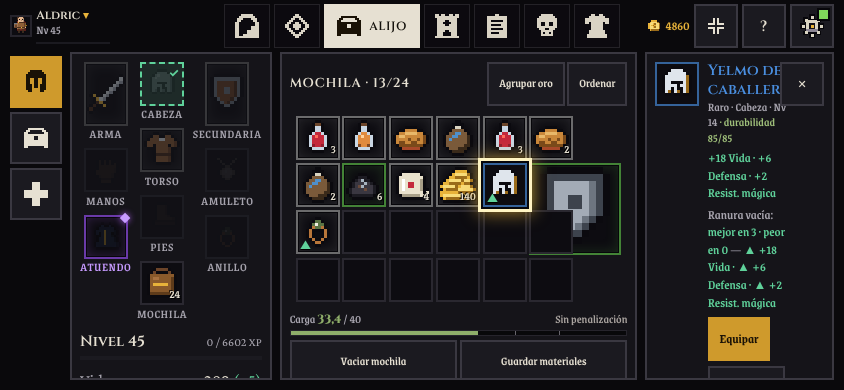 ALDRIC ▾
Nv 45
ALIJO
4860
?
ARMA
CABEZA
SECUNDARIA
MANOS
TORSO
AMULETO
ATUENDO
PIES
ANILLO
24
MOCHILA
NIVEL 45
0 / 6602 XP
MOCHILA · 13/24
Agrupar oro
Ordenar
3
2
3
2
2
6
4
140
Carga 33,4 / 40
Sin penalización
Vaciar mochila
Guardar materiales
YELMO DE
CABALLER
×
Raro · Cabeza · Nv
14 · durabilidad
85/85
+18 Vida · +6
Defensa · +2
Resist. mágica
Ranura vacía:
mejor en 3 · peor
en 0 — ▲ +18
Vida · ▲ +6
Defensa · ▲ +2
Resist. mágica
Equipar